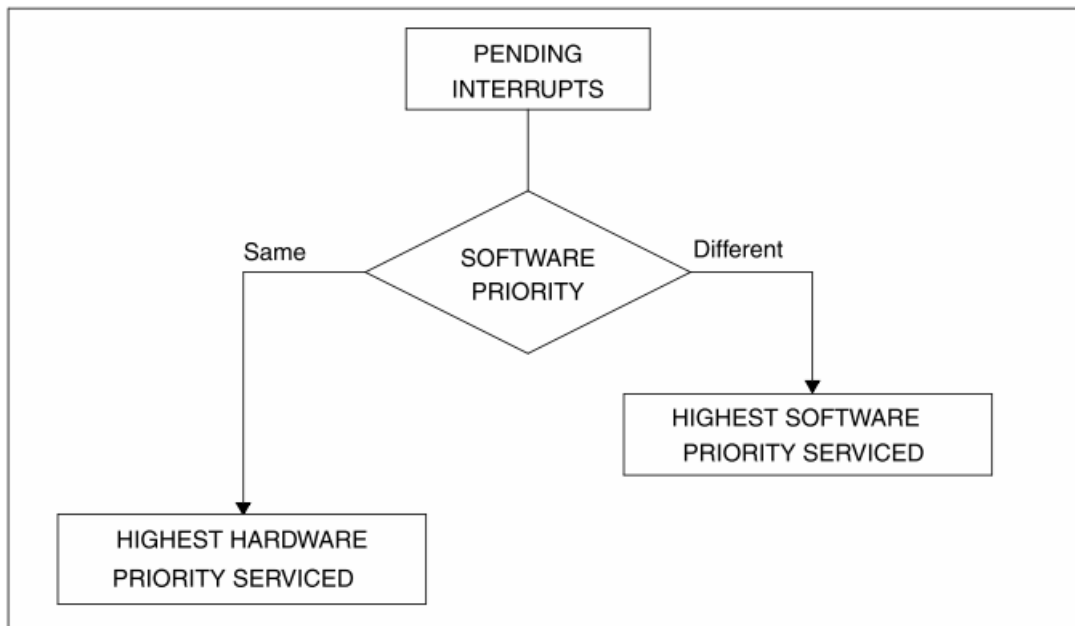 PENDING
INTERRUPTS
Same
SOFTWARE
PRIORITY
Different
HIGHEST SOFTWARE
PRIORITY SERVICED
HIGHEST HARDWARE
PRIORITY SERVICED